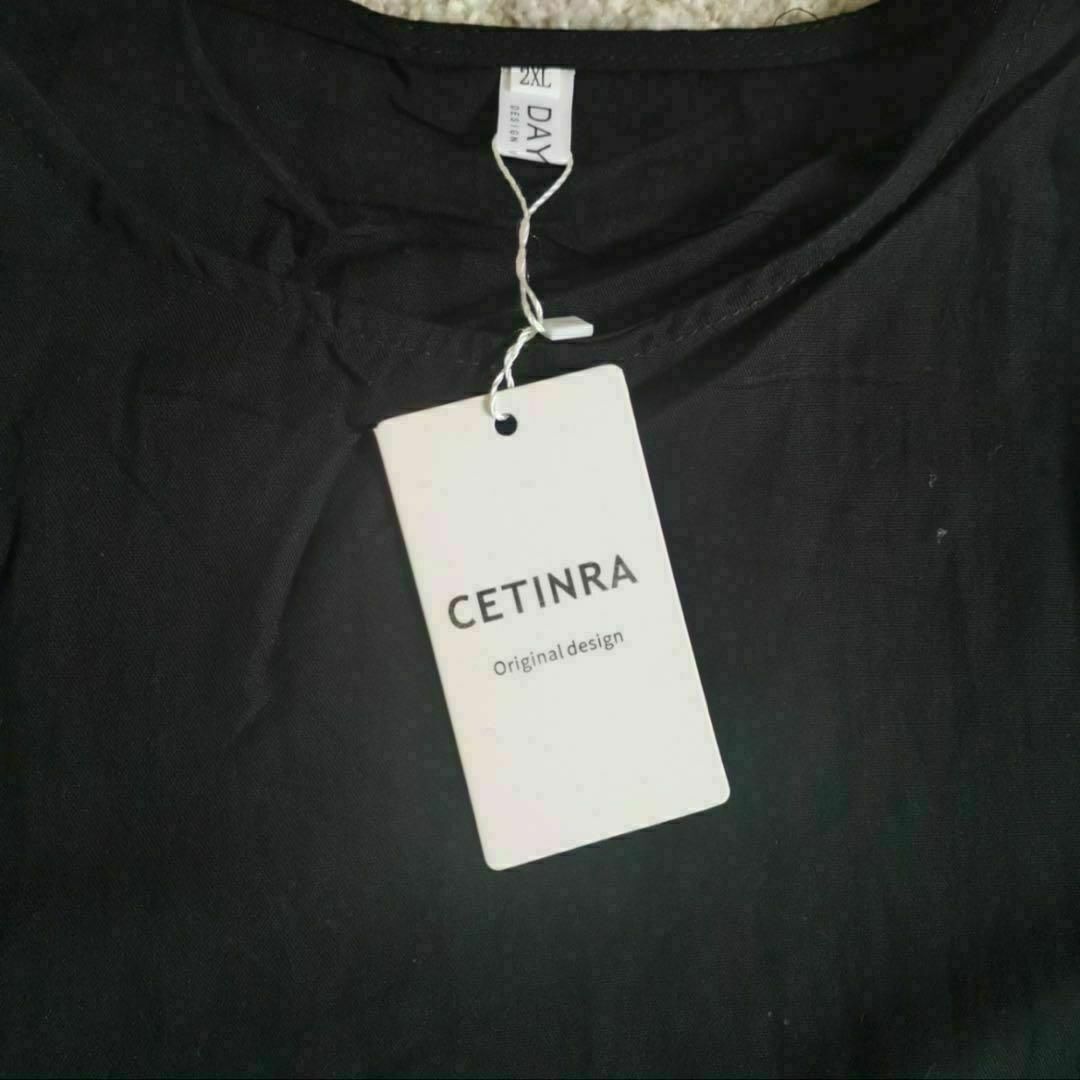 2XL
DAY
DESIGN
CETINRA
Original design